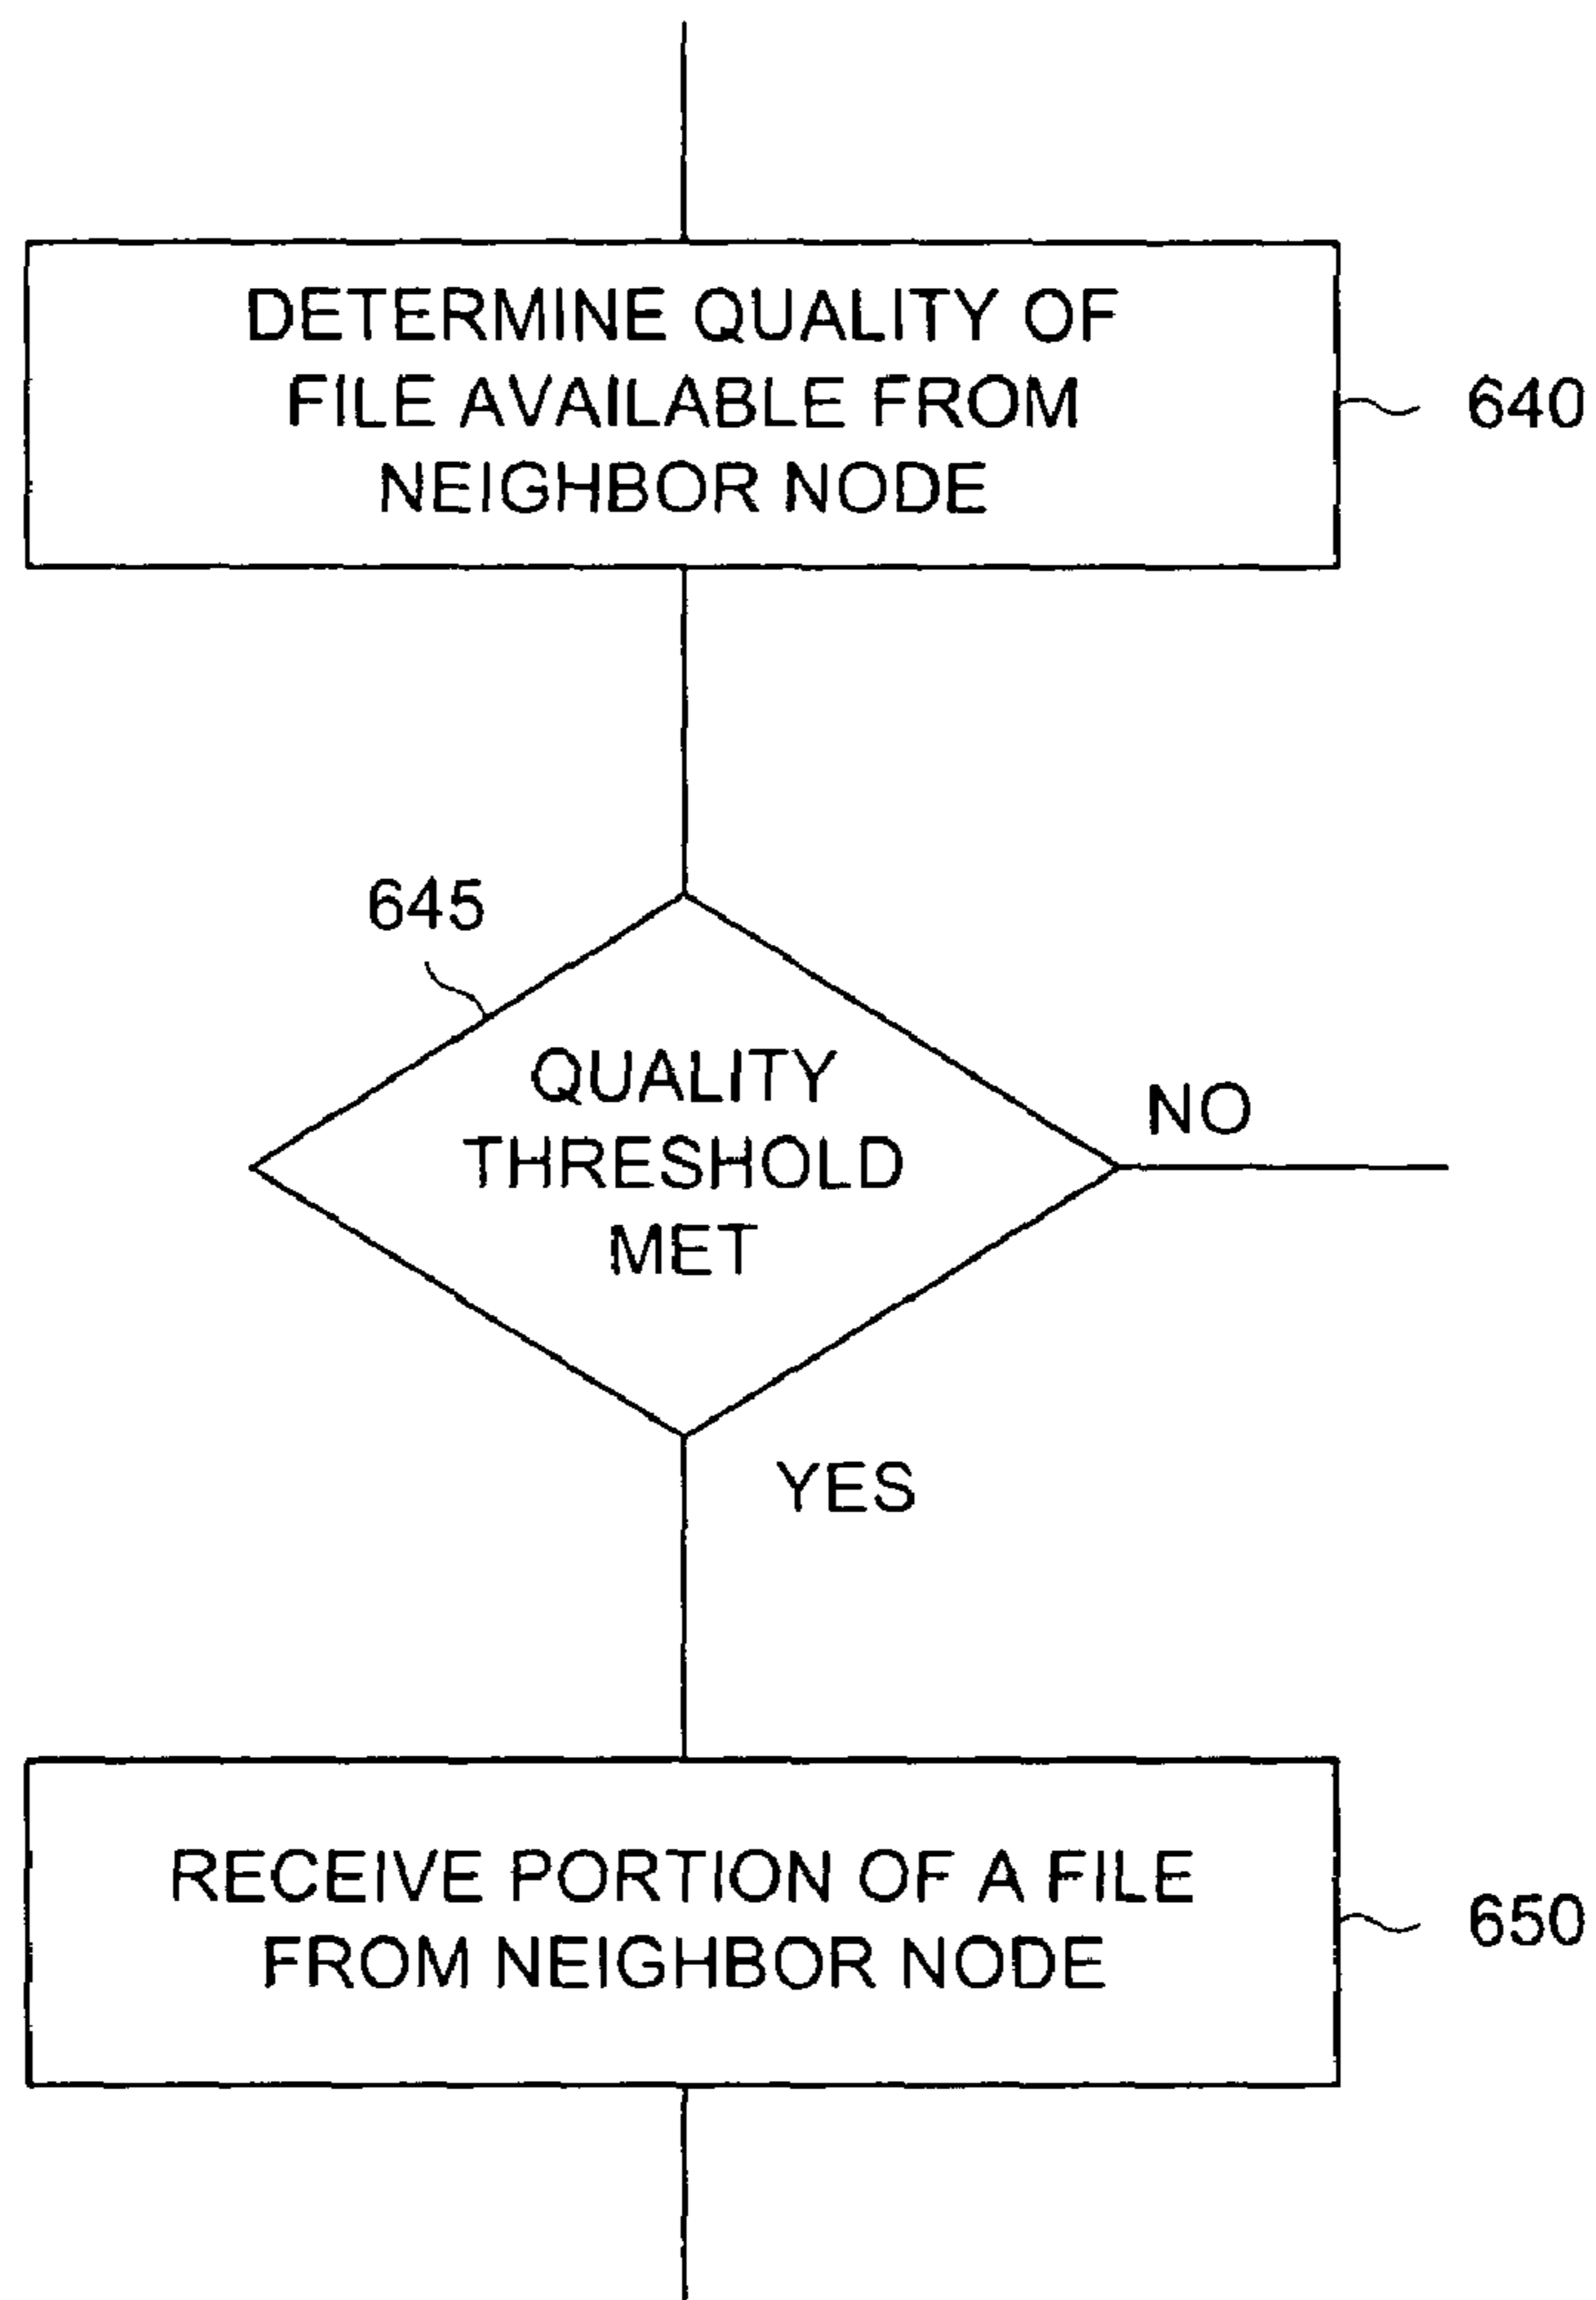 DETERMINE QUALITY OF
FILE AVAILABLE FROM
NEIGHBOR NODE
640
645
QUALITY
THRESHOLD
MET
NO
YES
RECEIVE PORTION OF A FILE
FROM NEIGHBOR NODE
650